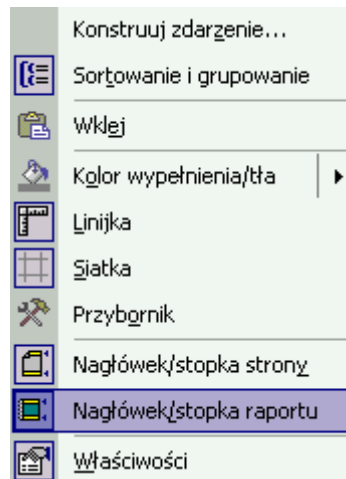 Konstruuj zdarzenie...
Sortowanie i grupowanie
Wklej
Kolor wypełnienia/tła
Linijka
Siatka
Przybornik
Nagłówek/stopka strony
Nagłówek/stopka raportu
Właściwości